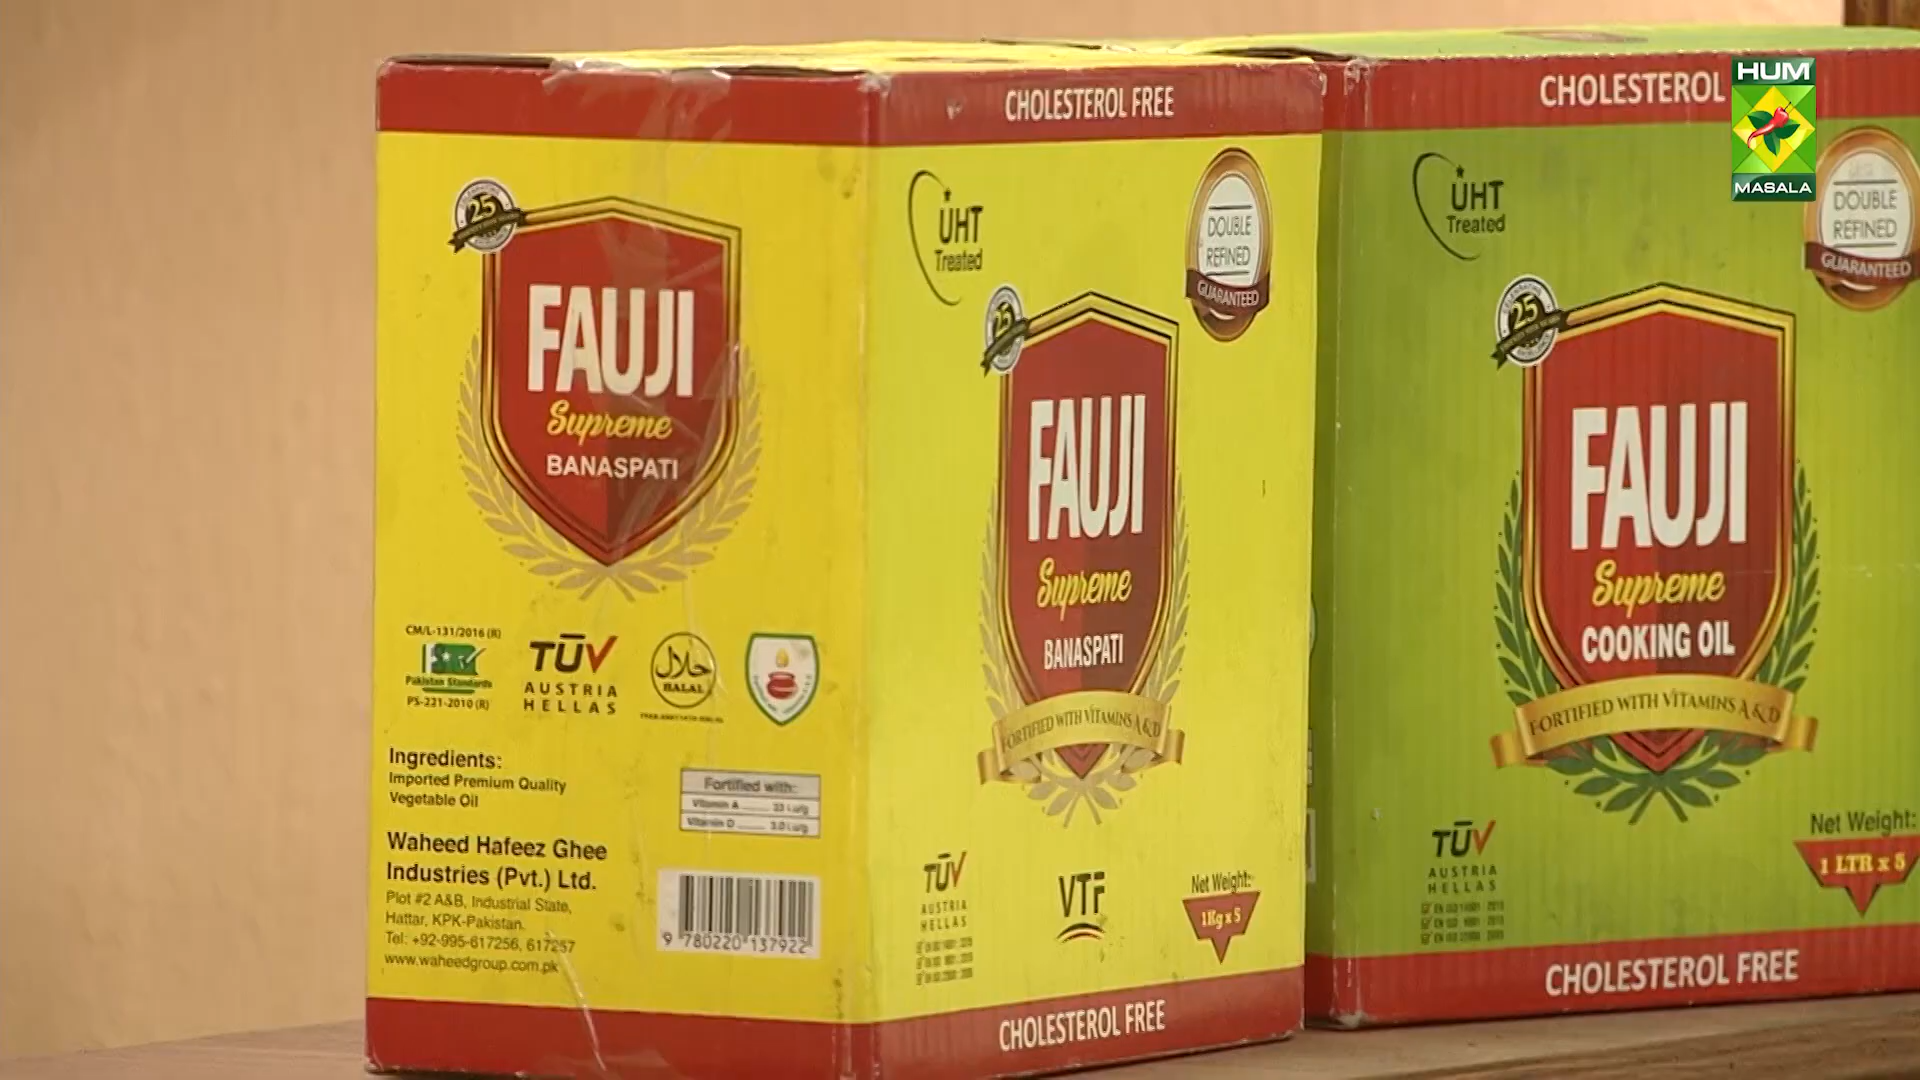 FAUJI
Supreme
BANASPATI
25
CM/L-131/2016 (R)
Pakistan Standards
PS-221-2010 (R)
TÜV
AUSTRIA
HELLAS
حلال
HALAL
Ingredients:
Imported Premium Quality
Vegetable Oil
Fortified with:
Vitamin A
Vitamin D
Waheed Hafeez Ghee
Industries (Pvt.) Ltd.
Plot #2 A&B, Industrial State,
Hattar, KPK-Pakistan.
Tel: +92-995-617256, 617257
www.waheedgroup.com.pk
9 780220 137922
CHOLESTEROL FREE
UHT
Treated
DOUBLE
REFINED
GUARANTEED
25
FAUJI
Supreme
BANASPATI
FORTIFIED WITH VITAMINS A & D
TÜV
AUSTRIA
HELLAS
VTF
Net Weight:
1Kg x 5
CHOLESTEROL FREE
CHOLESTEROL
UHT
Treated
DOUBLE
REFINED
GUARANTEED
25
FAUJI
Supreme
COOKING OIL
FORTIFIED WITH VITAMINS A & D
TÜV
AUSTRIA
HELLAS
Net Weight:
1 LTR x 5
CHOLESTEROL FREE
HUM
MASALA